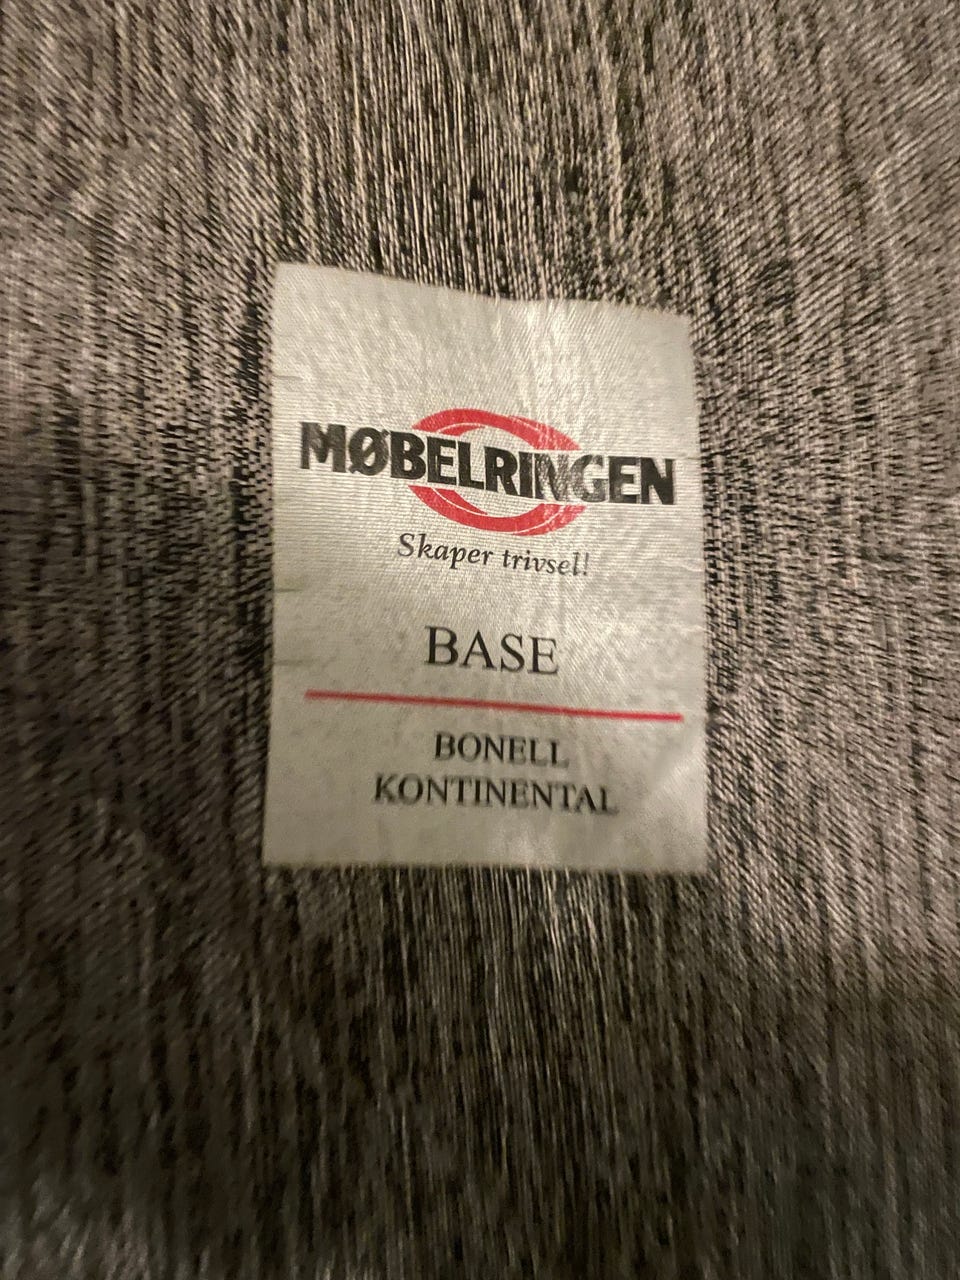 MØBELRINGEN
Skaper trivsel!
BASE
BONELL
KONTINENTAL